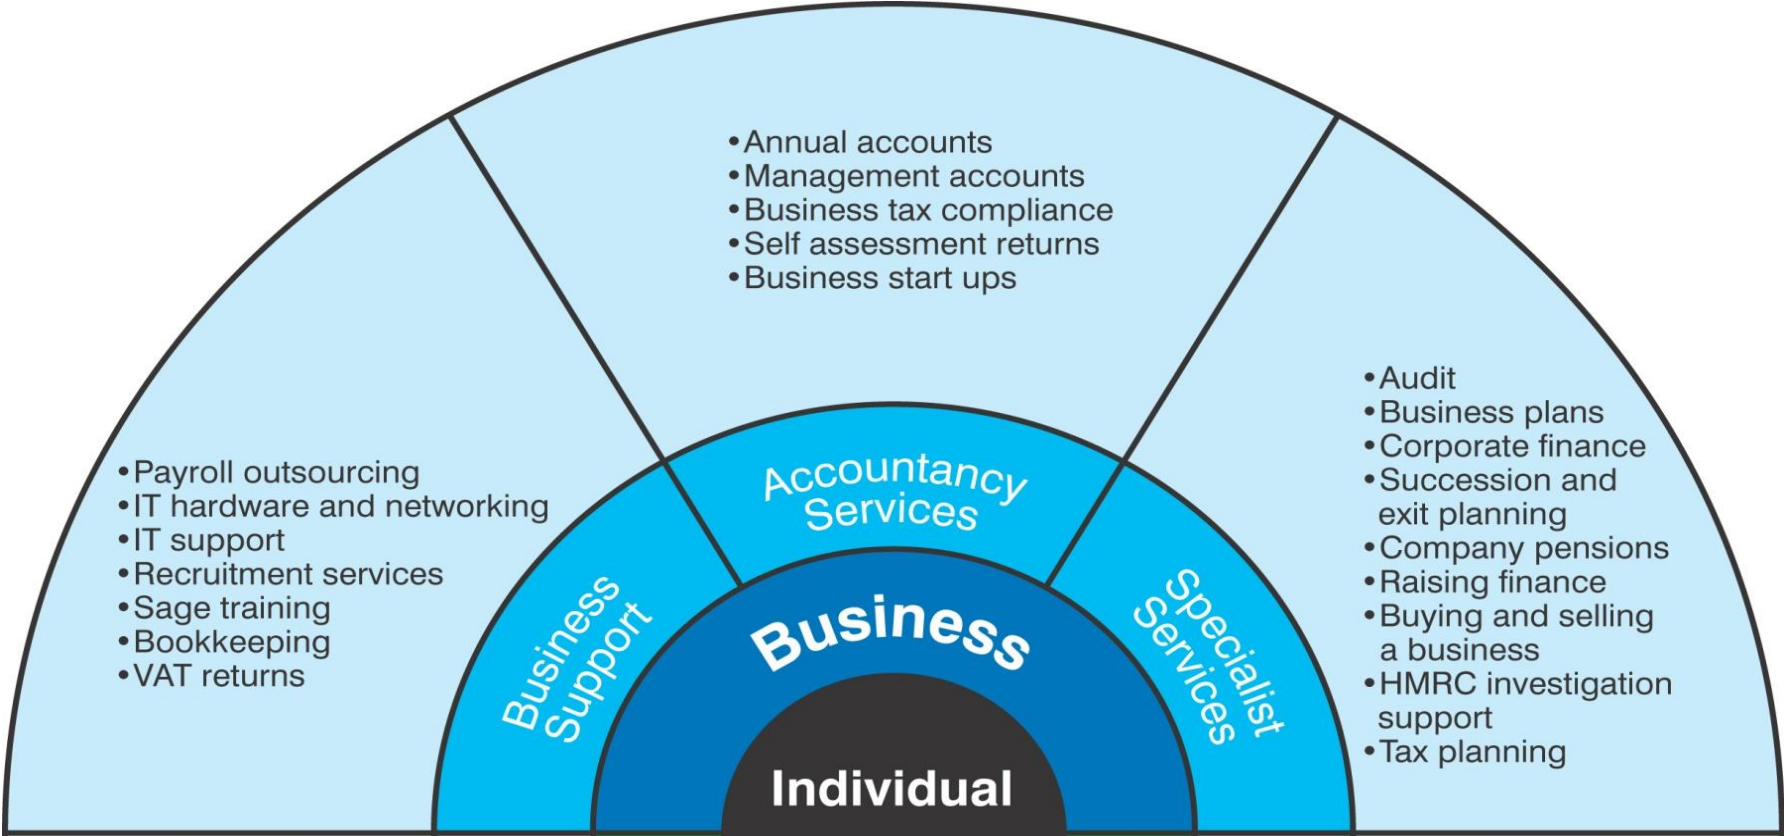 •Annual accounts
•Management accounts
•Business tax compliance
•Self assessment returns
•Business start ups
•Payroll outsourcing
•IT hardware and networking
•IT support
•Recruitment services
•Sage training
•Bookkeeping
•VAT returns
•Audit
•Business plans
•Corporate finance
•Succession and
exit planning
•Company pensions
•Raising finance
•Buying and selling
a business
•HMRC investigation
support
•Tax planning
Business
Support
Accountancy
Services
Specialist
Services
Business
Individual